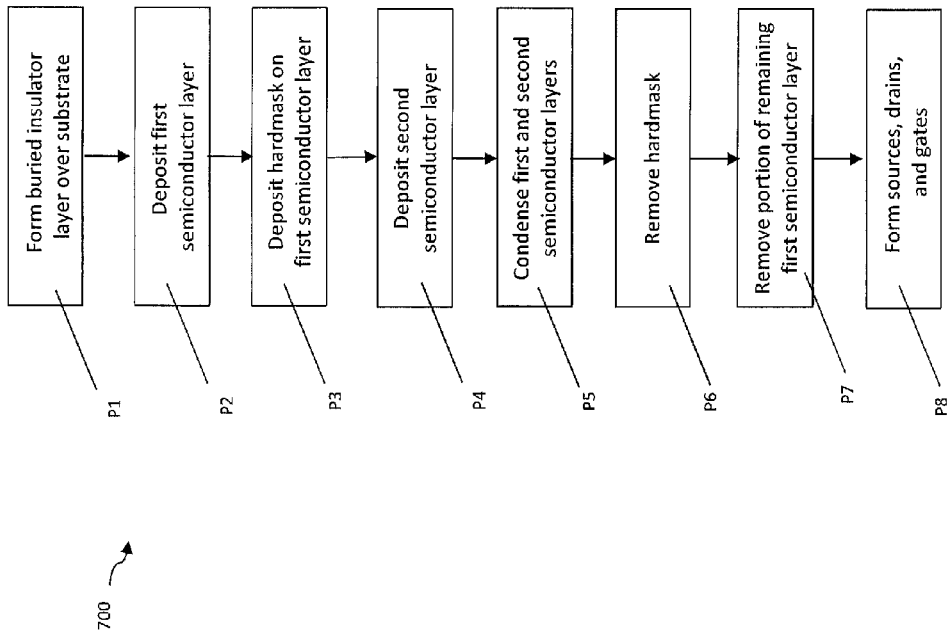 700
Form buried insulator
layer over substrate
P1
Deposit first
semiconductor layer
P2
Deposit hardmask on
first semiconductor layer
P3
Deposit second
semiconductor layer
P4
Condense first and second
semiconductor layers
P5
Remove hardmask
P6
Remove portion of remaining
first semiconductor layer
P7
Form sources, drains,
and gates
P8